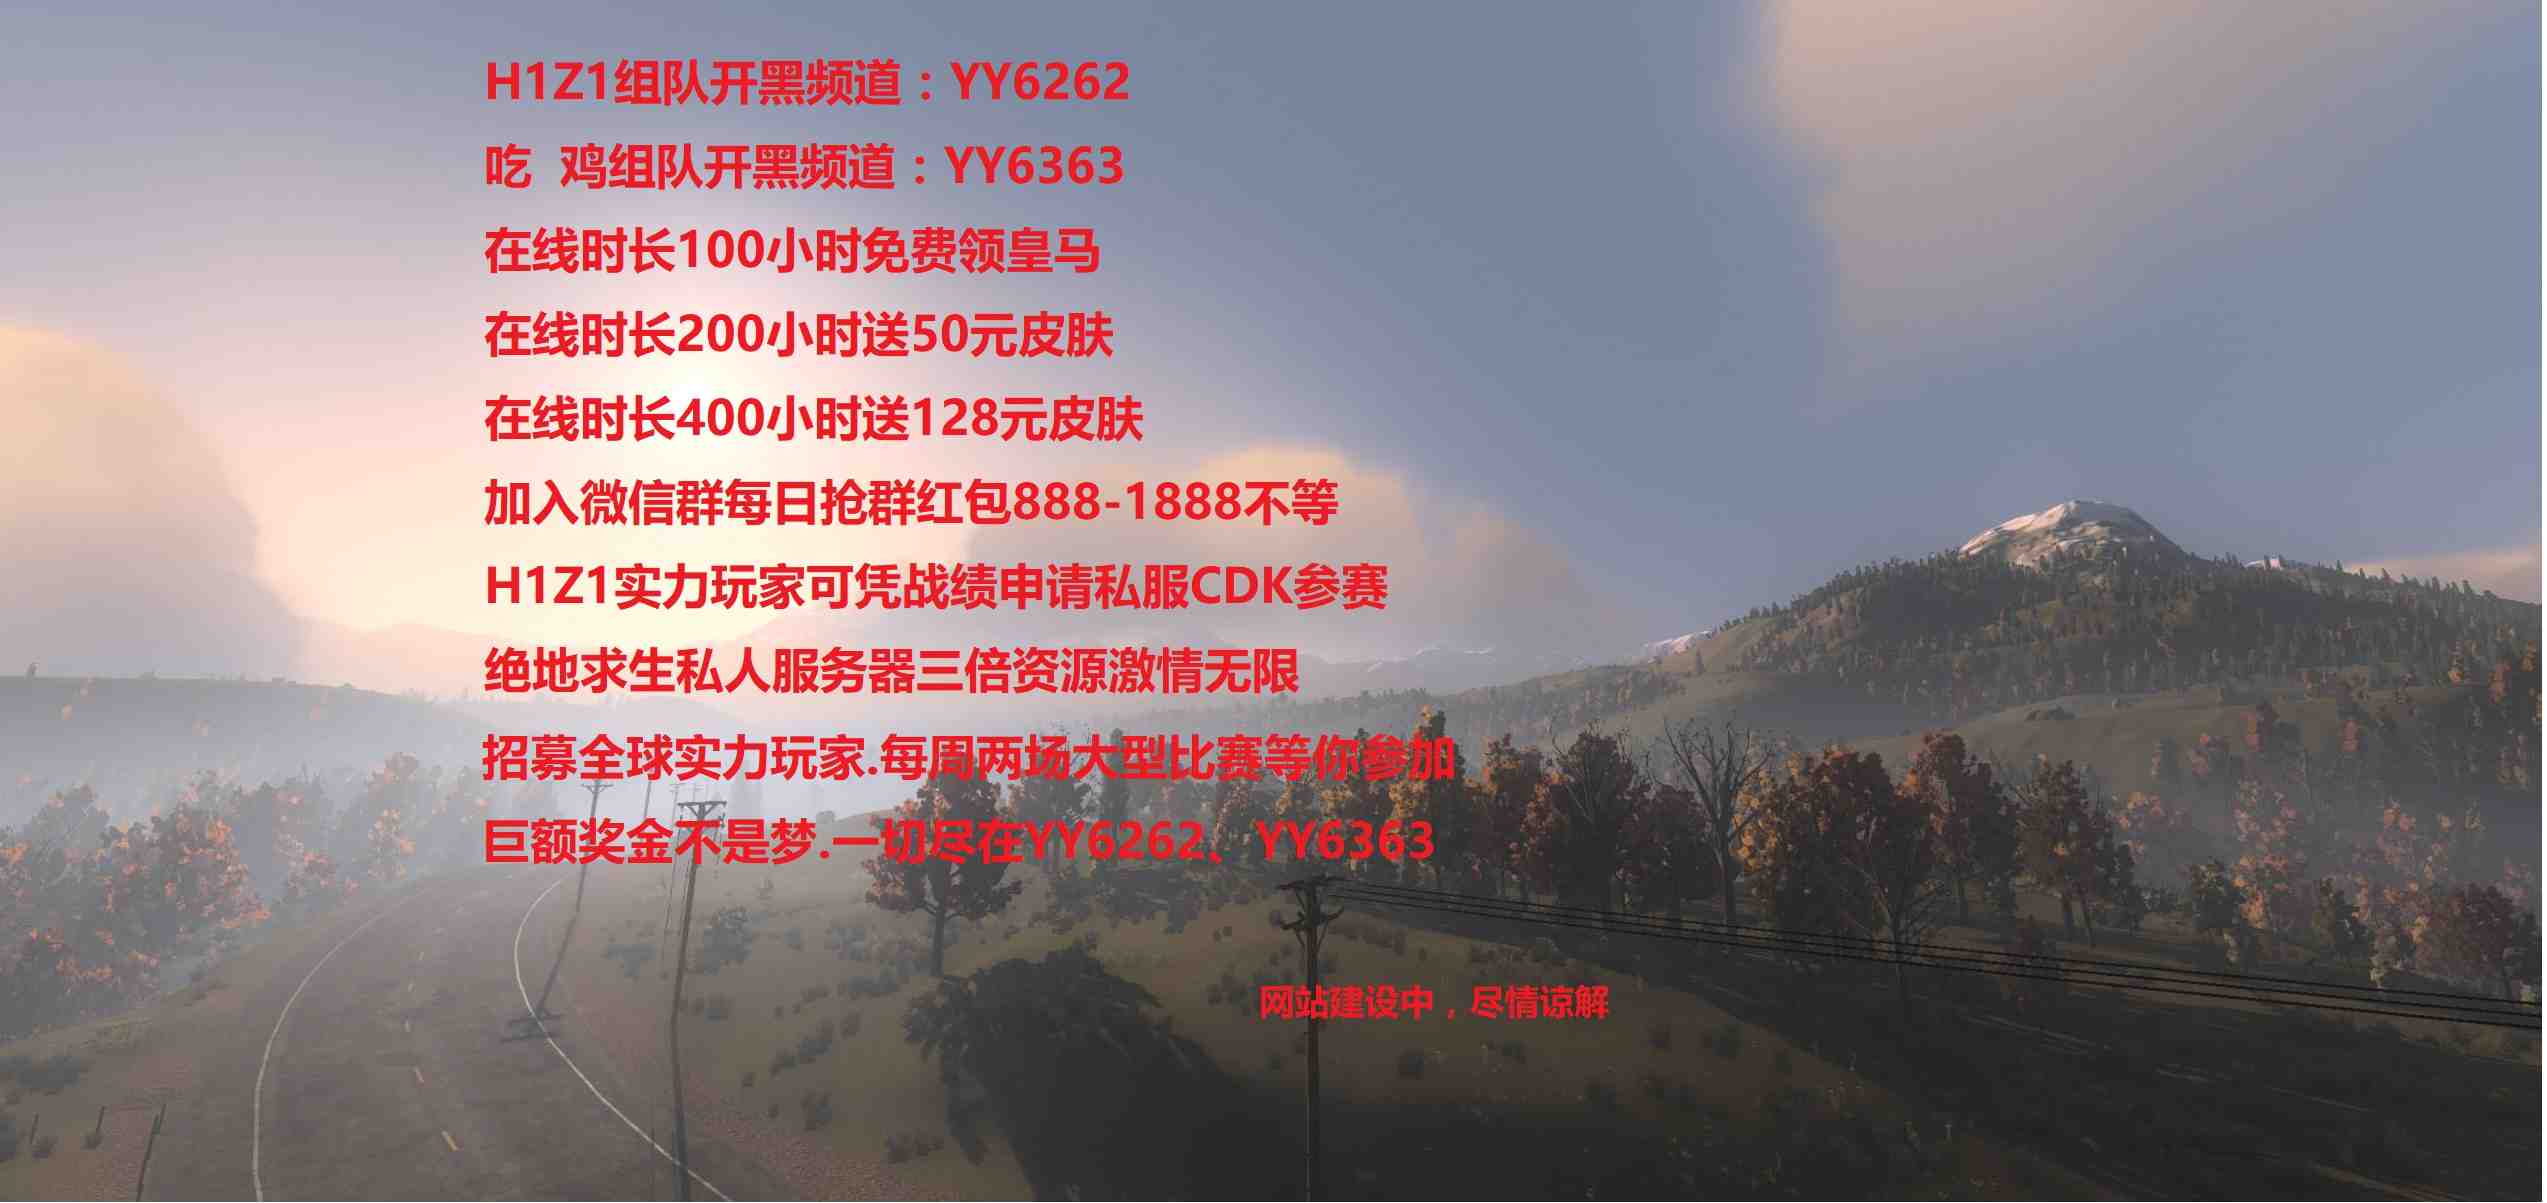 H1Z1组队开黑频道：YY6262
吃 鸡组队开黑频道：YY6363
在线时长100小时免费领皇马
在线时长200小时送50元皮肤
在线时长400小时送128元皮肤
加入微信群每日抢群红包888-1888不等
H1Z1实力玩家可凭战绩申请私服CDK参赛
绝地求生私人服务器三倍资源激情无限
招募全球实力玩家.每周两场大型比赛等你参加
巨额奖金不是梦.一切尽在YY6262、YY6363
网站建设中，尽情谅解